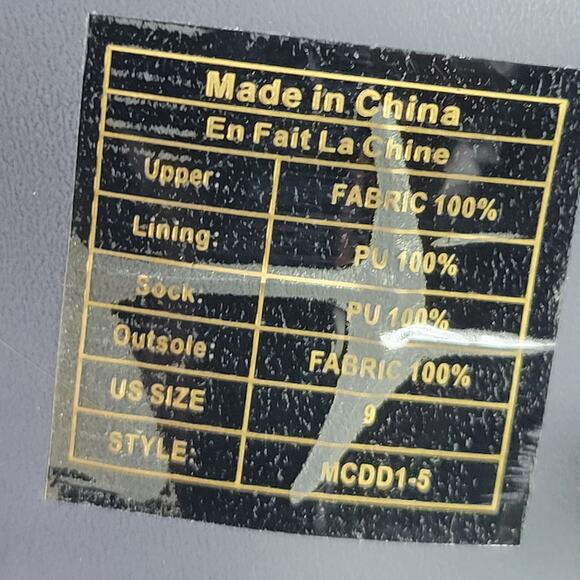 Made in China
En Fait La Chine
Upper: FABRIC 100%
Lining: PU 100%
Sock: PU 100%
Outsole: FABRIC 100%
US SIZE 9
STYLE: MCDD1-5